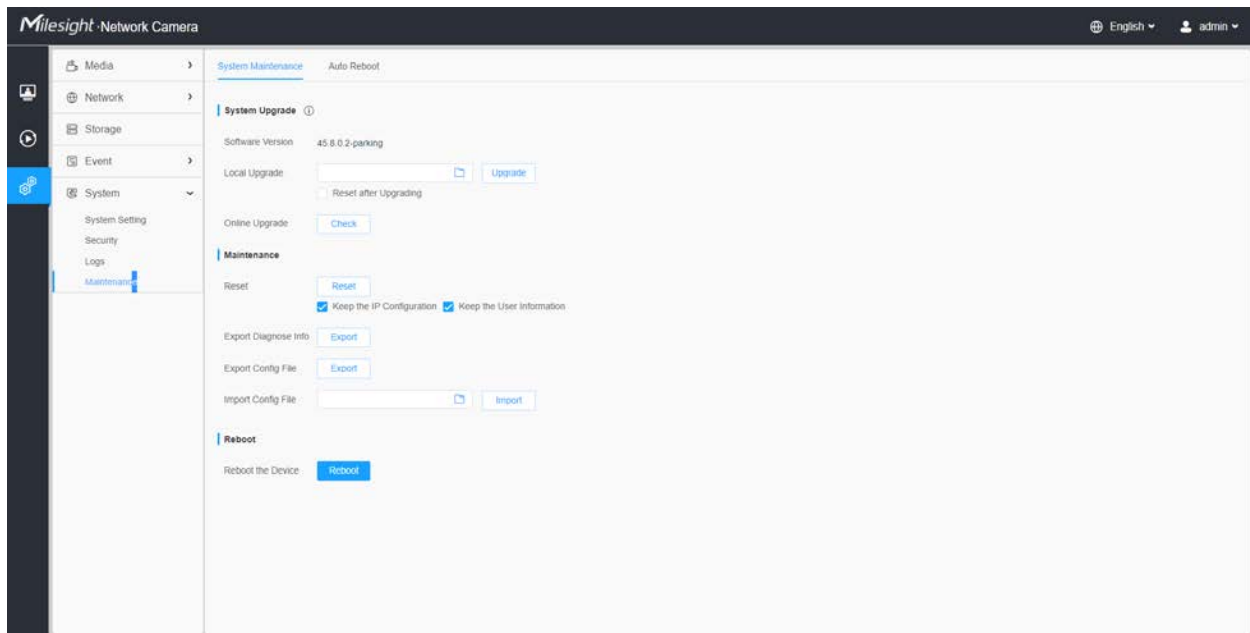 Milesight Network Camera
English
admin
Media
Network
Storage
Event
System
System Setting
Security
Logs
Maintenance
System Maintenance Auto Reboot
System Upgrade
Software Version 45.8.0.2-parking
Local Upgrade Upgrade
Reset after Upgrading
Online Upgrade Check
Maintenance
Reset Reset
Keep the IP Configuration Keep the User Information
Export Diagnose Info Export
Export Config File Export
Import Config File Import
Reboot
Reboot the Device Reboot